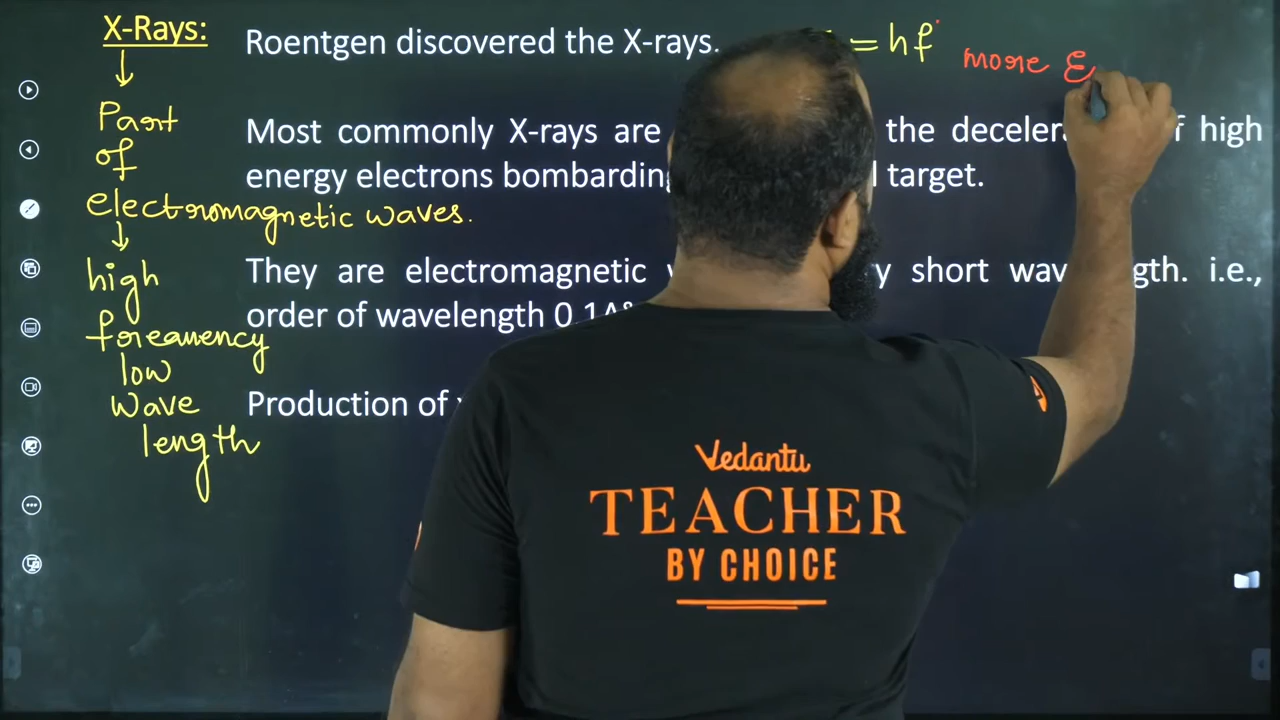 X-Rays:
Roentgen discovered the X-rays.
= hf
more E
Part
of
electromagnetic waves.
high
frequency
low
wave
length
Most commonly X-rays are the decelera f high
energy electrons bombarding target.
They are electromagnetic y short wav gth. i.e.,
order of wavelength 0.1A°
Production of
Vedantu
TEACHER
BY CHOICE